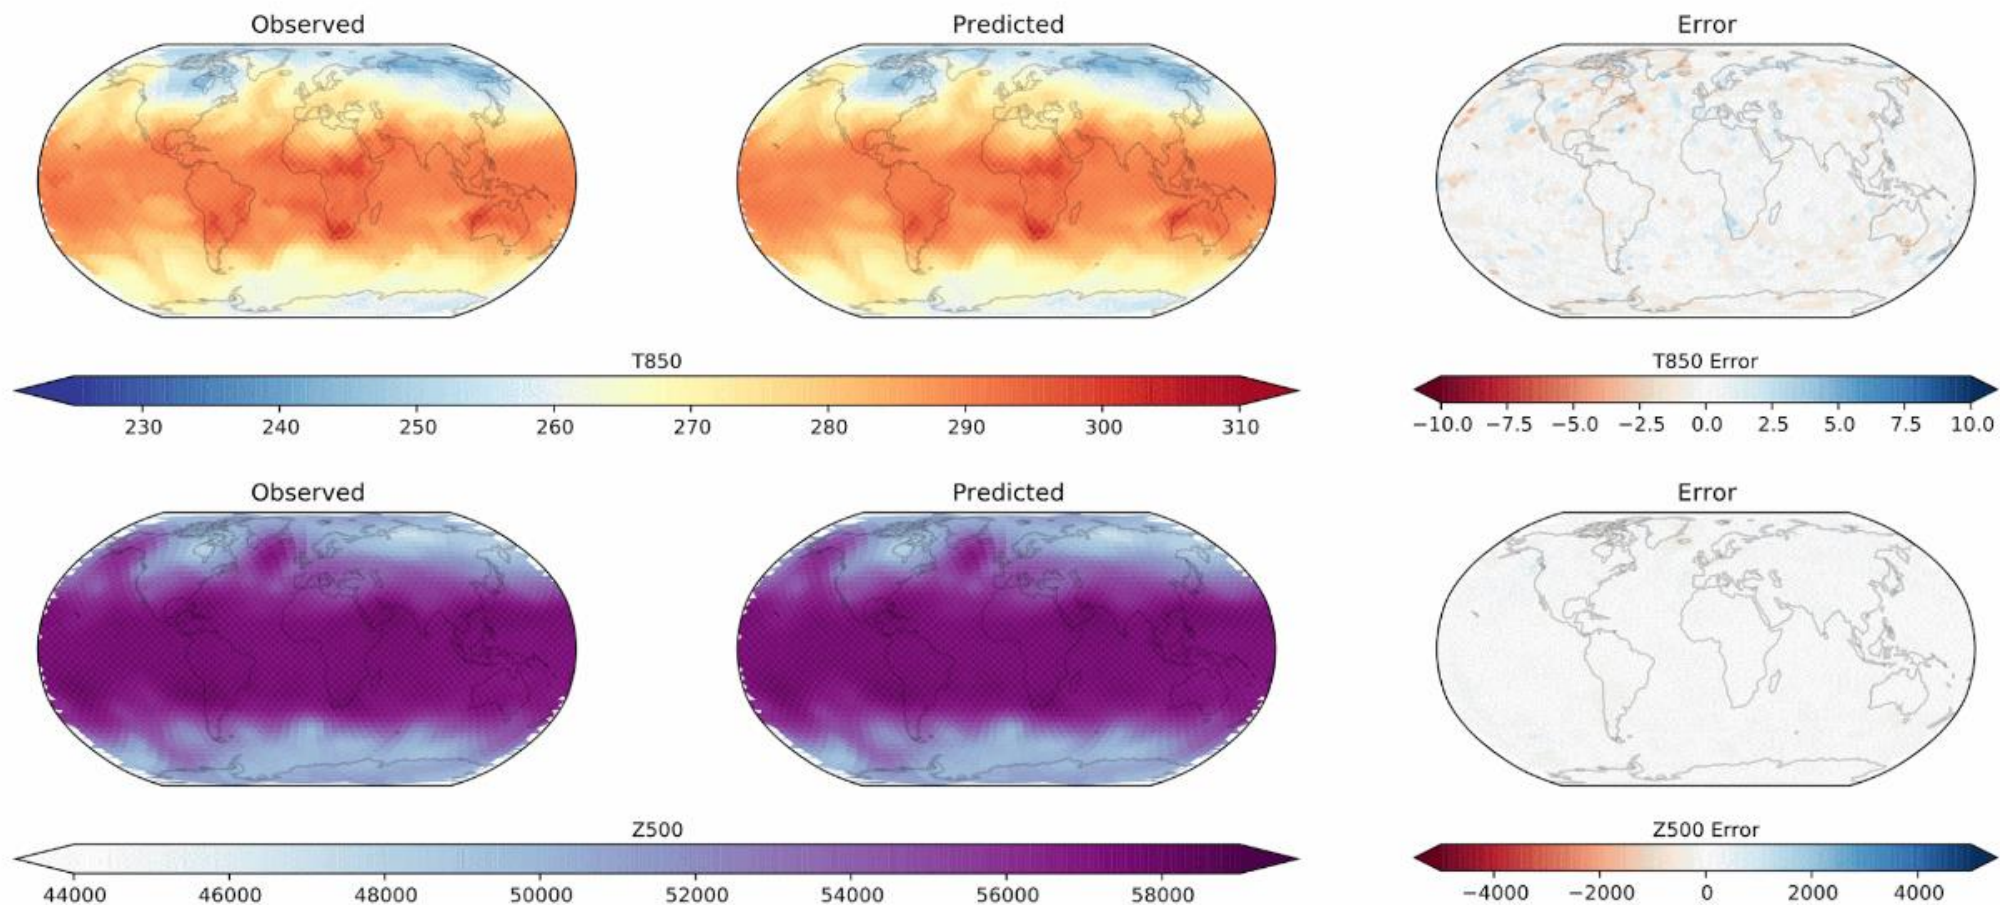 Observed
Predicted
Error
T850
230 240 250 260 270 280 290 300 310
T850 Error
−10.0 −7.5 −5.0 −2.5 0.0 2.5 5.0 7.5 10.0
Observed
Predicted
Error
Z500
44000 46000 48000 50000 52000 54000 56000 58000
Z500 Error
−4000 −2000 0 2000 4000